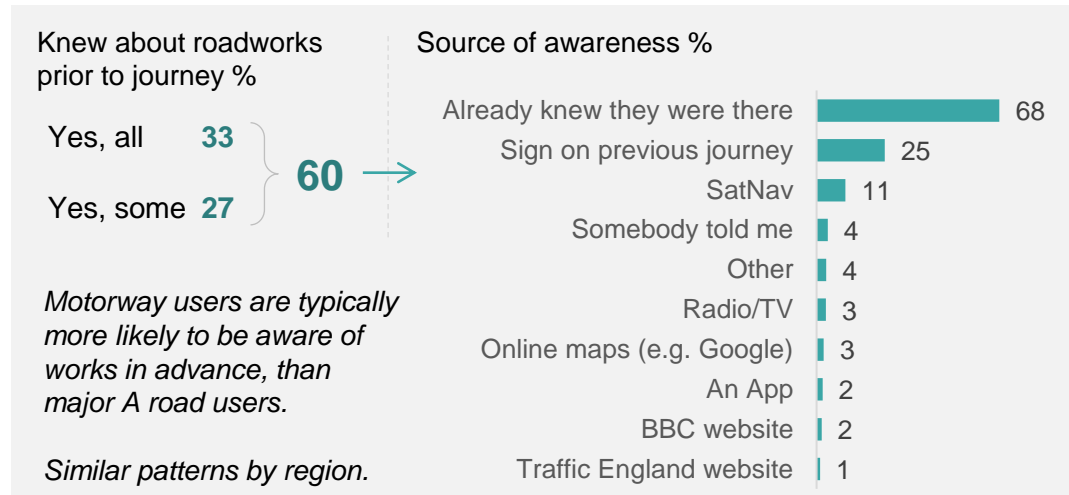 Knew about roadworks
prior to journey %
Yes, all 33
Yes, some 27
60
Motorway users are typically
more likely to be aware of
works in advance, than
major A road users.
Similar patterns by region.
Source of awareness %
Already knew they were there 68
Sign on previous journey 25
SatNav 11
Somebody told me 4
Other 4
Radio/TV 3
Online maps (e.g. Google) 3
An App 2
BBC website 2
Traffic England website 1